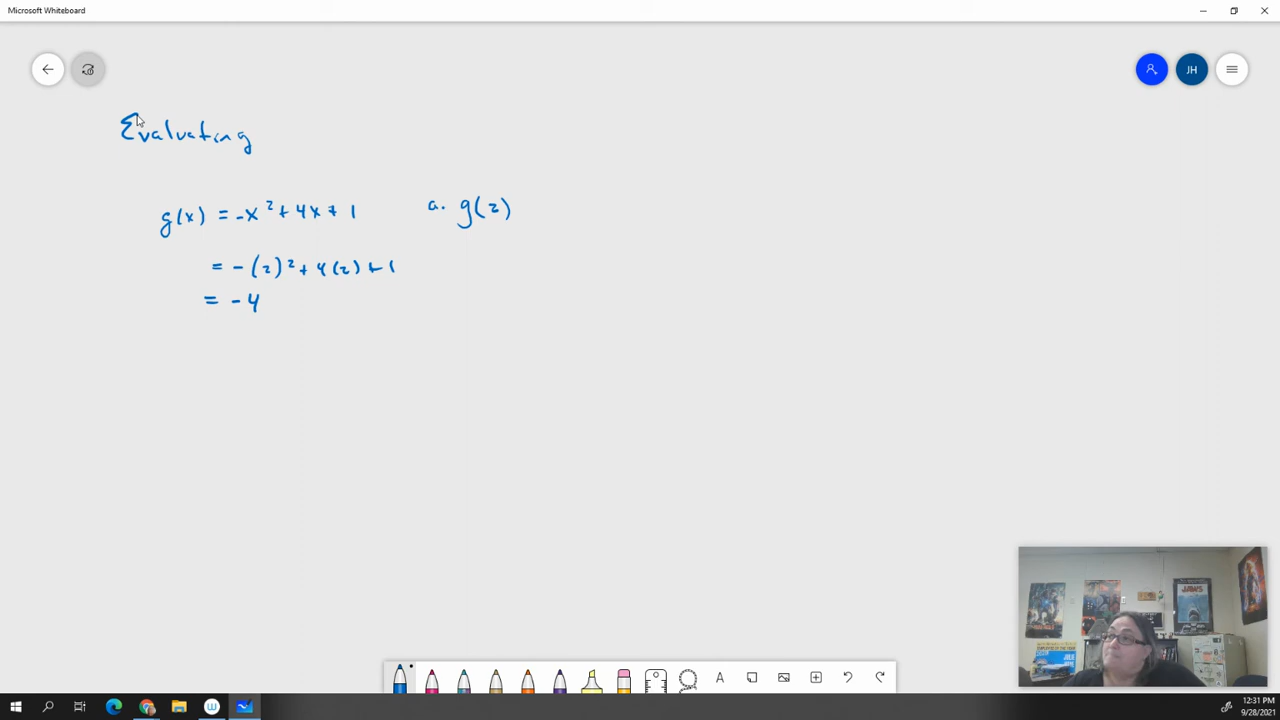 Microsoft Whiteboard
JH
Evaluating
g(x) = -x² + 4x + 1 a. g(2)
= -(2)² + 4(2) + 1
= -4
JAWS
A
12:31 PM
9/28/2021